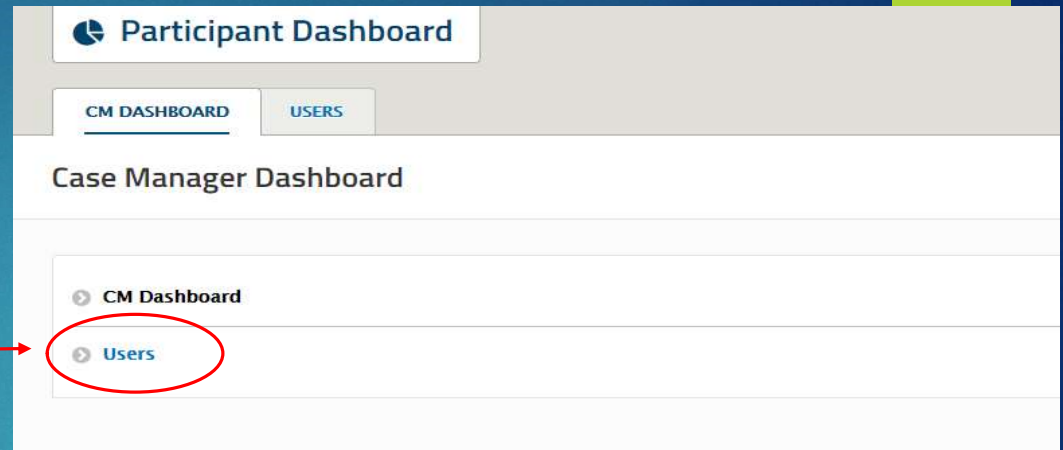 Participant Dashboard
CM DASHBOARD USERS
Case Manager Dashboard
CM Dashboard
Users